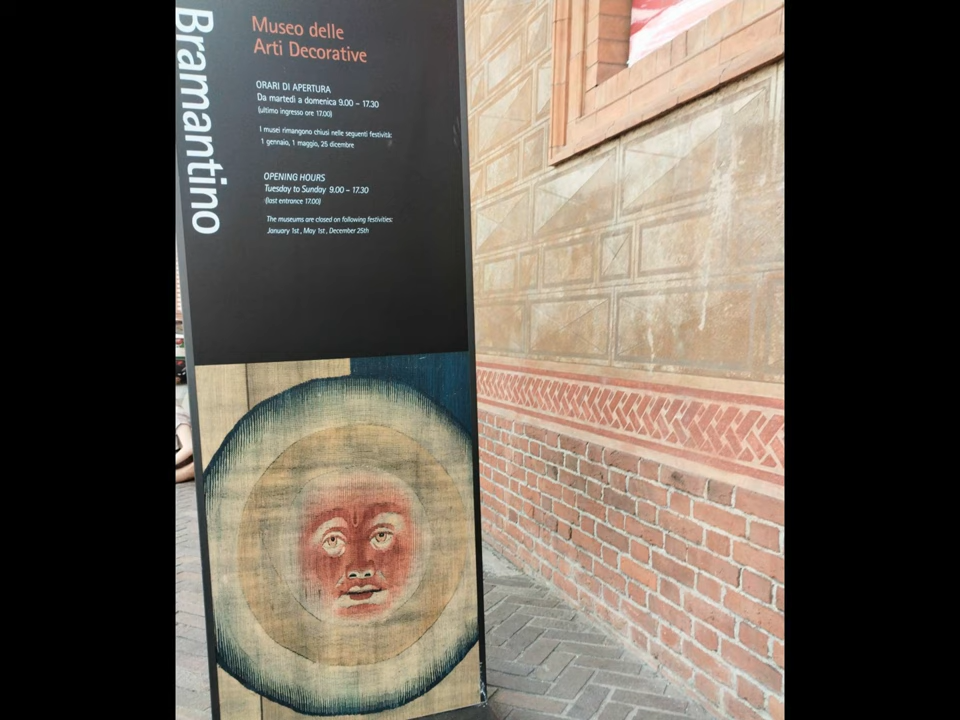 Bramantino
Museo delle
Arti Decorative
ORARI DI APERTURA
Da martedì a domenica 9.00 – 17.30
(ultimo ingresso ore 17.00)
I musei rimangono chiusi nelle seguenti festività:
1 gennaio, 1 maggio, 25 dicembre
OPENING HOURS
Tuesday to Sunday 9.00 – 17.30
(last entrance 17.00)
The museums are closed on following festivities:
January 1st, May 1st, December 25th